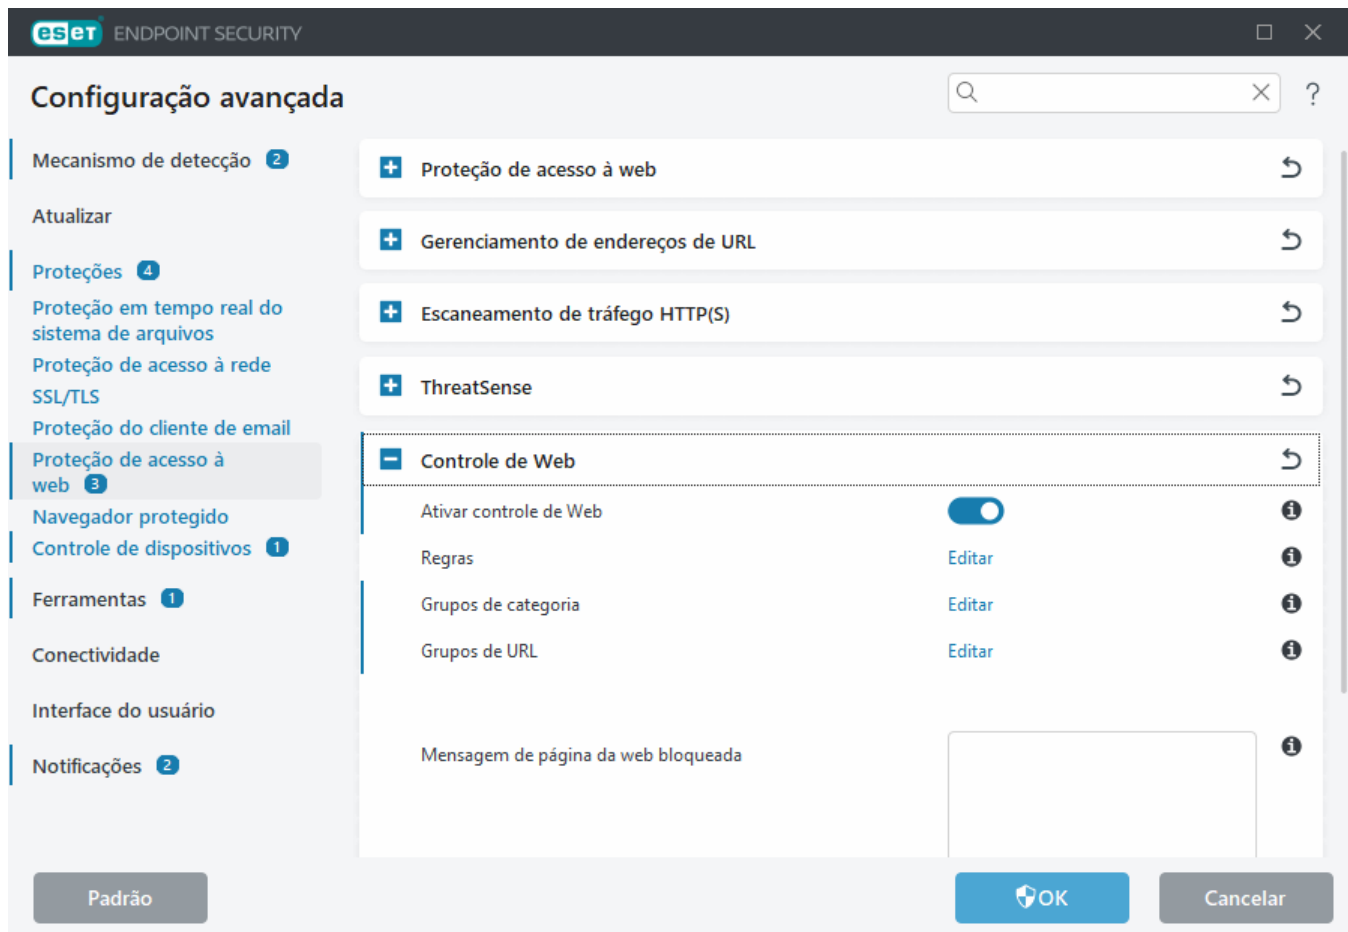 eset ENDPOINT SECURITY
Configuração avançada
?
Mecanismo de detecção 2
Atualizar
Proteções 4
Proteção em tempo real do
sistema de arquivos
Proteção de acesso à rede
SSL/TLS
Proteção do cliente de email
Proteção de acesso à
web 3
Navegador protegido
Controle de dispositivos 1
Ferramentas 1
Conectividade
Interface do usuário
Notificações 2
Proteção de acesso à web
Gerenciamento de endereços de URL
Escaneamento de tráfego HTTP(S)
ThreatSense
Controle de Web
Ativar controle de Web
Regras Editar
Grupos de categoria Editar
Grupos de URL Editar
Mensagem de página da web bloqueada
Padrão
OK
Cancelar